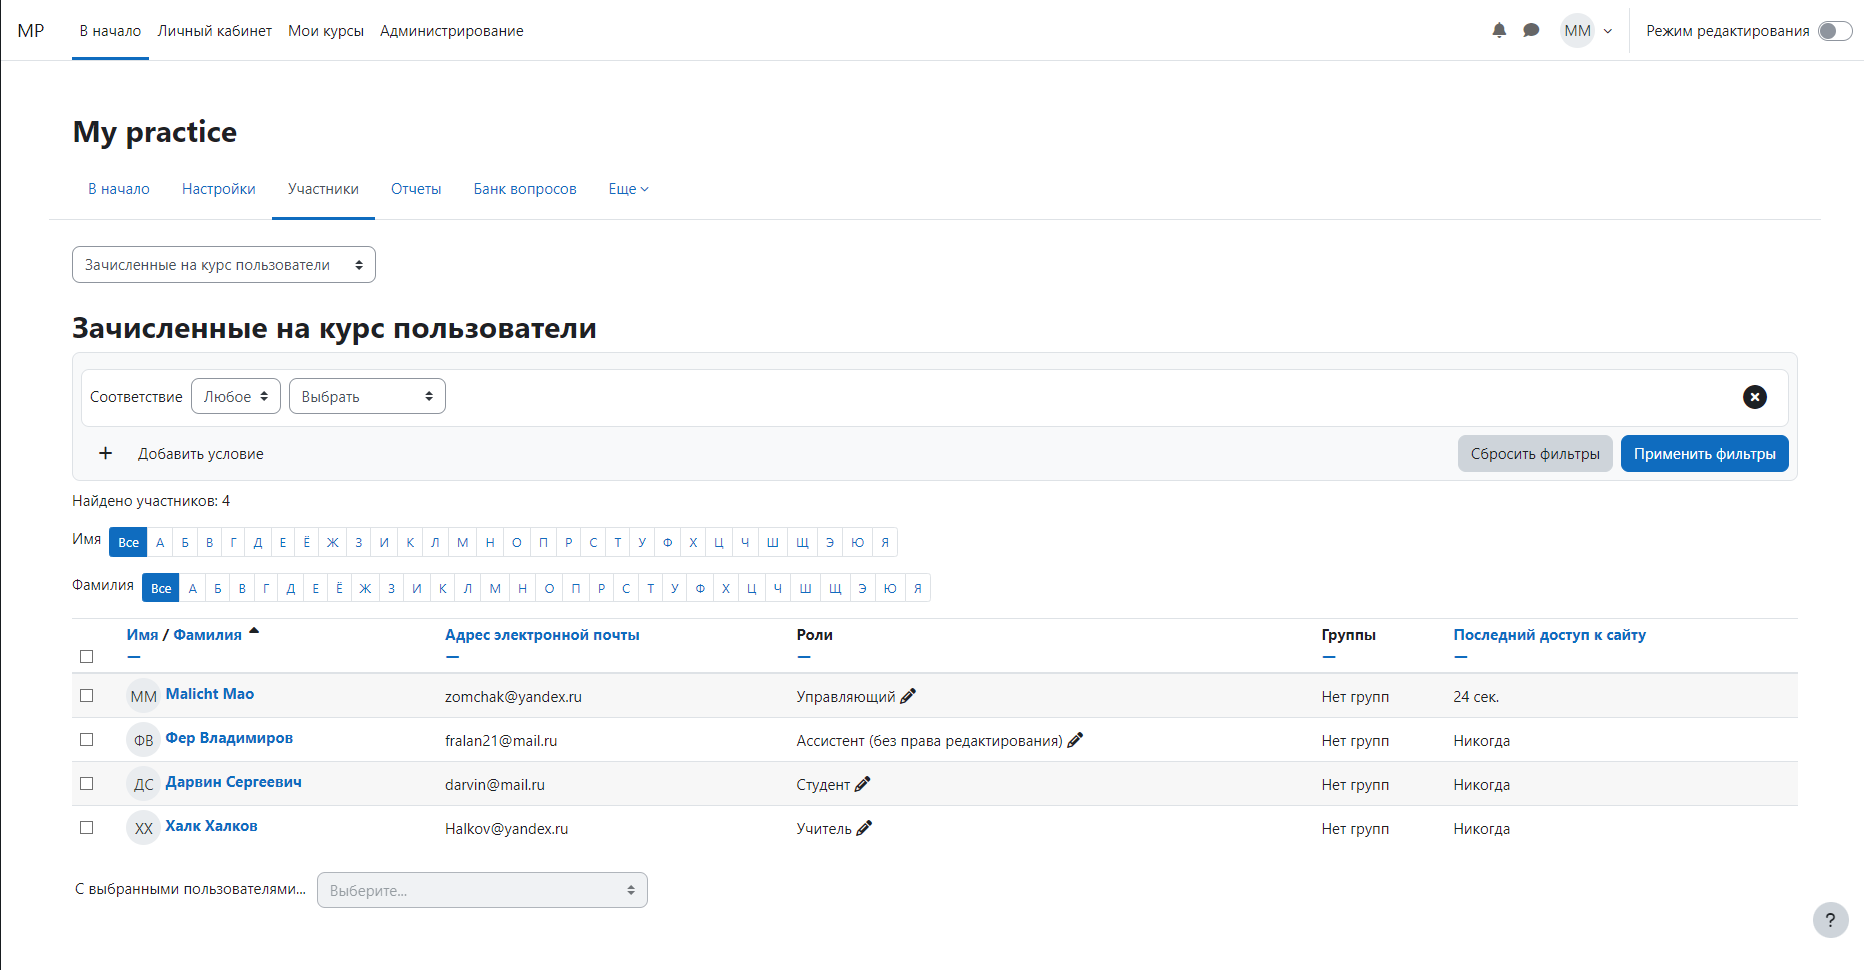 MP В начало Личный кабинет Мои курсы Администрирование MM Режим редактирования
My practice
В начало Настройки Участники Отчеты Банк вопросов Еще
Зачисленные на курс пользователи
Зачисленные на курс пользователи
Соответствие Любое Выбрать
+ Добавить условие Сбросить фильтры Применить фильтры
Найдено участников: 4
Имя Все А Б В Г Д Е Ё Ж З И К Л М Н О П Р С Т У Ф Х Ц Ч Ш Щ Э Ю Я
Фамилия Все А Б В Г Д Е Ё Ж З И К Л М Н О П Р С Т У Ф Х Ц Ч Ш Щ Э Ю Я
Имя / Фамилия Адрес электронной почты Роли Группы Последний доступ к сайту
MM Malicht Mao zomchak@yandex.ru Управляющий Нет групп 24 сек.
ФВ Фер Владимиров fralan21@mail.ru Ассистент (без права редактирования) Нет групп Никогда
ДС Дарвин Сергеевич darvin@mail.ru Студент Нет групп Никогда
ХХ Халк Халков Halkov@yandex.ru Учитель Нет групп Никогда
С выбранными пользователями... Выберите...
?